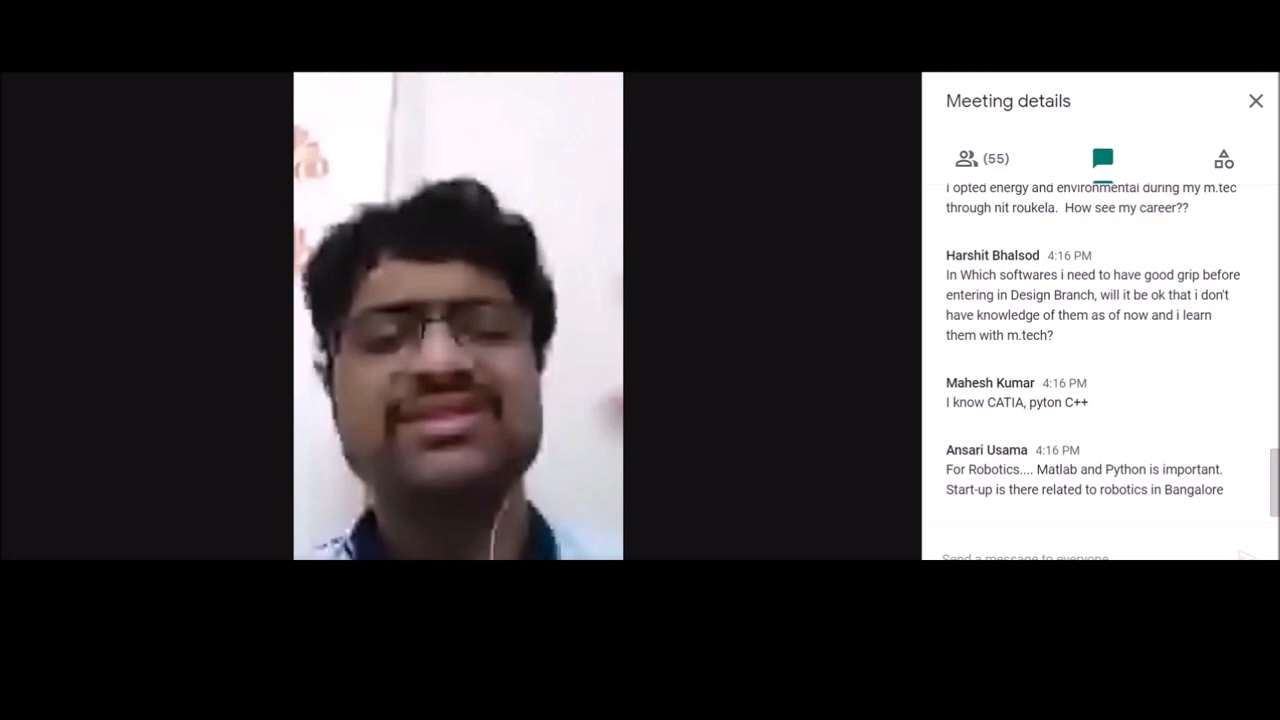 Meeting details
(55)
I opted energy and environmental during my m.tec
through nit roukela. How see my career??
Harshit Bhalsod 4:16 PM
In Which softwares i need to have good grip before
entering in Design Branch, will it be ok that i don't
have knowledge of them as of now and i learn
them with m.tech?
Mahesh Kumar 4:16 PM
I know CATIA, pyton C++
Ansari Usama 4:16 PM
For Robotics.... Matlab and Python is important.
Start-up is there related to robotics in Bangalore
Send a message to everyone